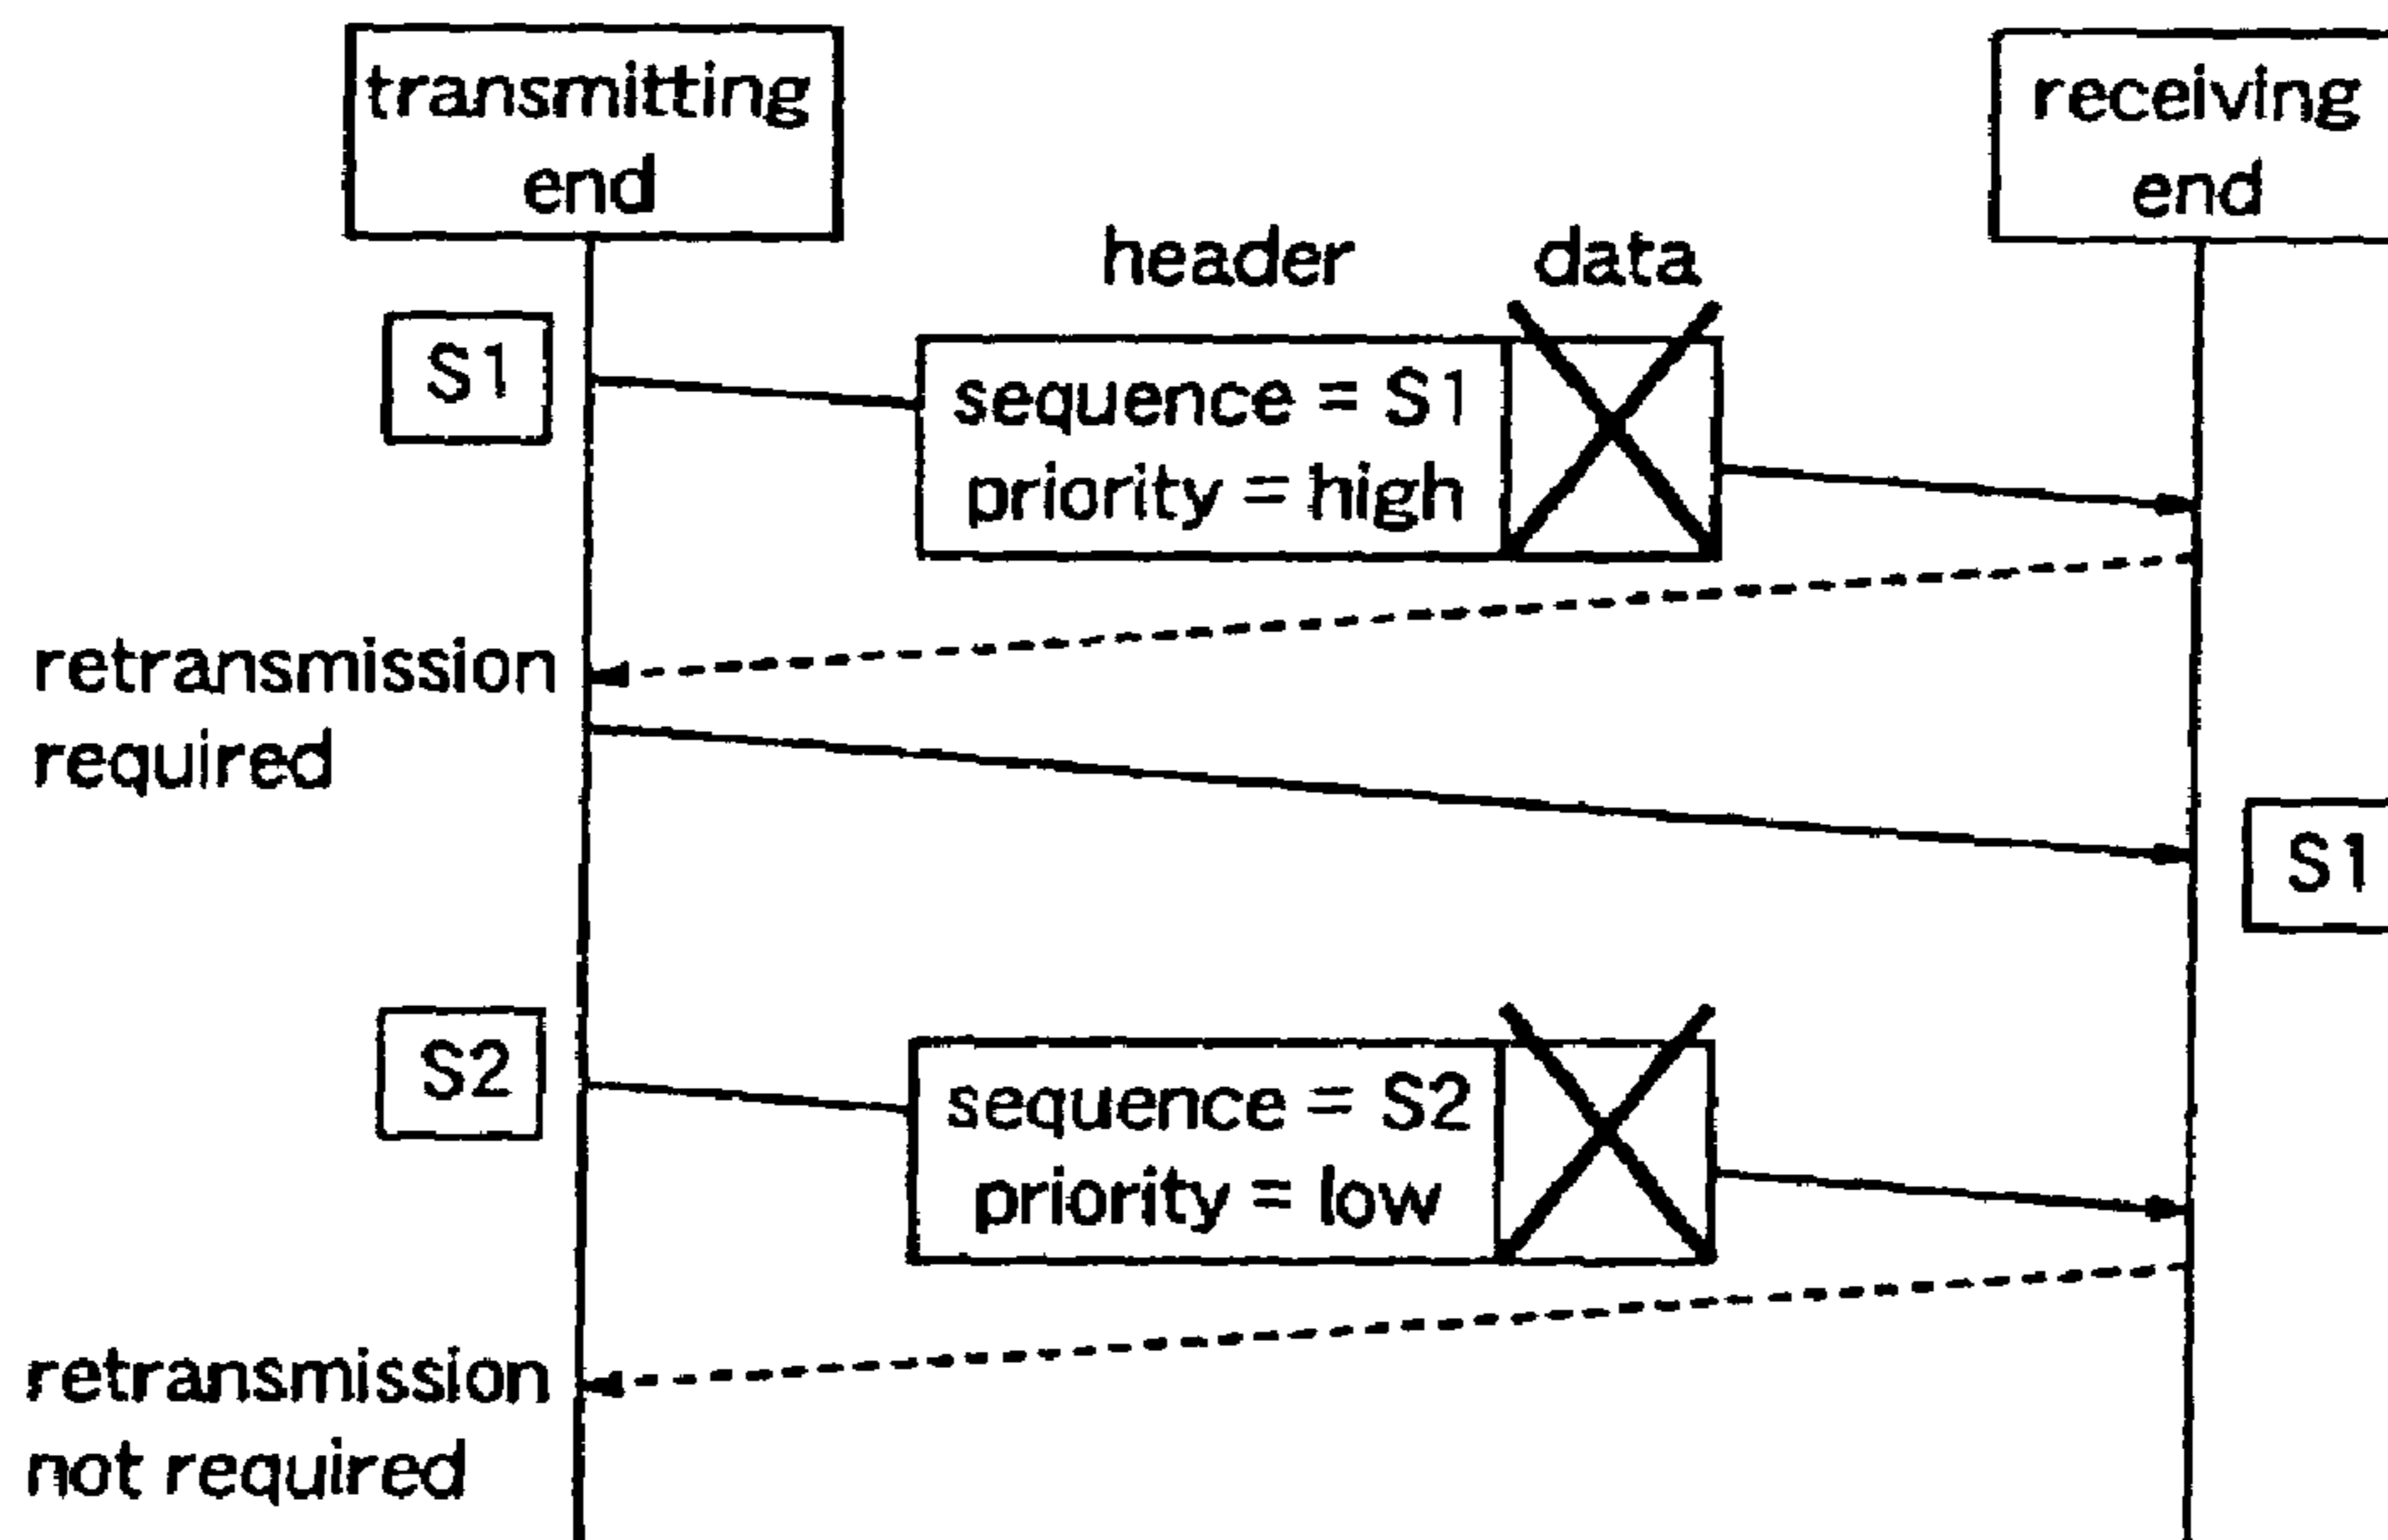 transmitting
end
receiving
end
header
data
S1
sequence = S1
priority = high
retransmission
required
S1
S2
sequence = S2
priority = low
retransmission
not required